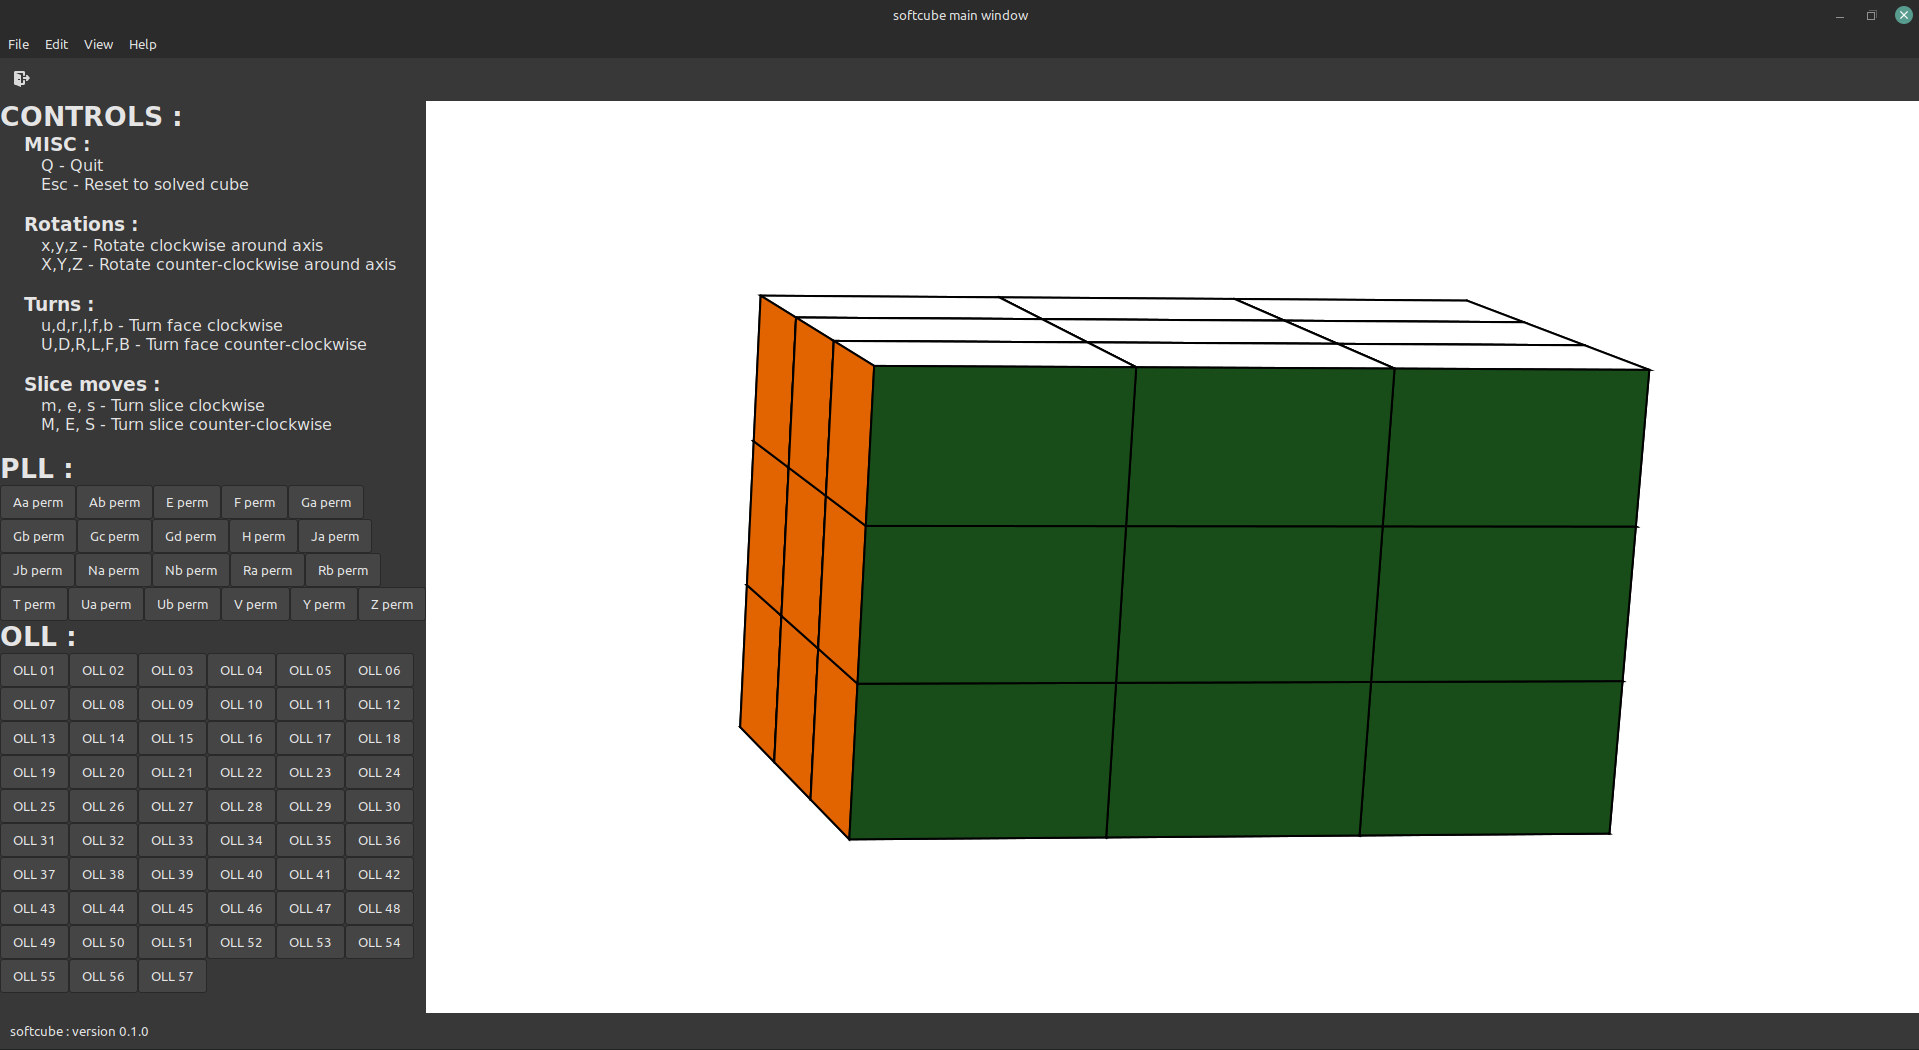 softcube main window
File Edit View Help
CONTROLS :
MISC :
Q - Quit
Esc - Reset to solved cube
Rotations :
x,y,z - Rotate clockwise around axis
X,Y,Z - Rotate counter-clockwise around axis
Turns :
u,d,r,l,f,b - Turn face clockwise
U,D,R,L,F,B - Turn face counter-clockwise
Slice moves :
m, e, s - Turn slice clockwise
M, E, S - Turn slice counter-clockwise
PLL :
Aa perm Ab perm E perm F perm Ga perm
Gb perm Gc perm Gd perm H perm Ja perm
Jb perm Na perm Nb perm Ra perm Rb perm
T perm Ua perm Ub perm V perm Y perm Z perm
OLL :
OLL 01 OLL 02 OLL 03 OLL 04 OLL 05 OLL 06
OLL 07 OLL 08 OLL 09 OLL 10 OLL 11 OLL 12
OLL 13 OLL 14 OLL 15 OLL 16 OLL 17 OLL 18
OLL 19 OLL 20 OLL 21 OLL 22 OLL 23 OLL 24
OLL 25 OLL 26 OLL 27 OLL 28 OLL 29 OLL 30
OLL 31 OLL 32 OLL 33 OLL 34 OLL 35 OLL 36
OLL 37 OLL 38 OLL 39 OLL 40 OLL 41 OLL 42
OLL 43 OLL 44 OLL 45 OLL 46 OLL 47 OLL 48
OLL 49 OLL 50 OLL 51 OLL 52 OLL 53 OLL 54
OLL 55 OLL 56 OLL 57
softcube : version 0.1.0